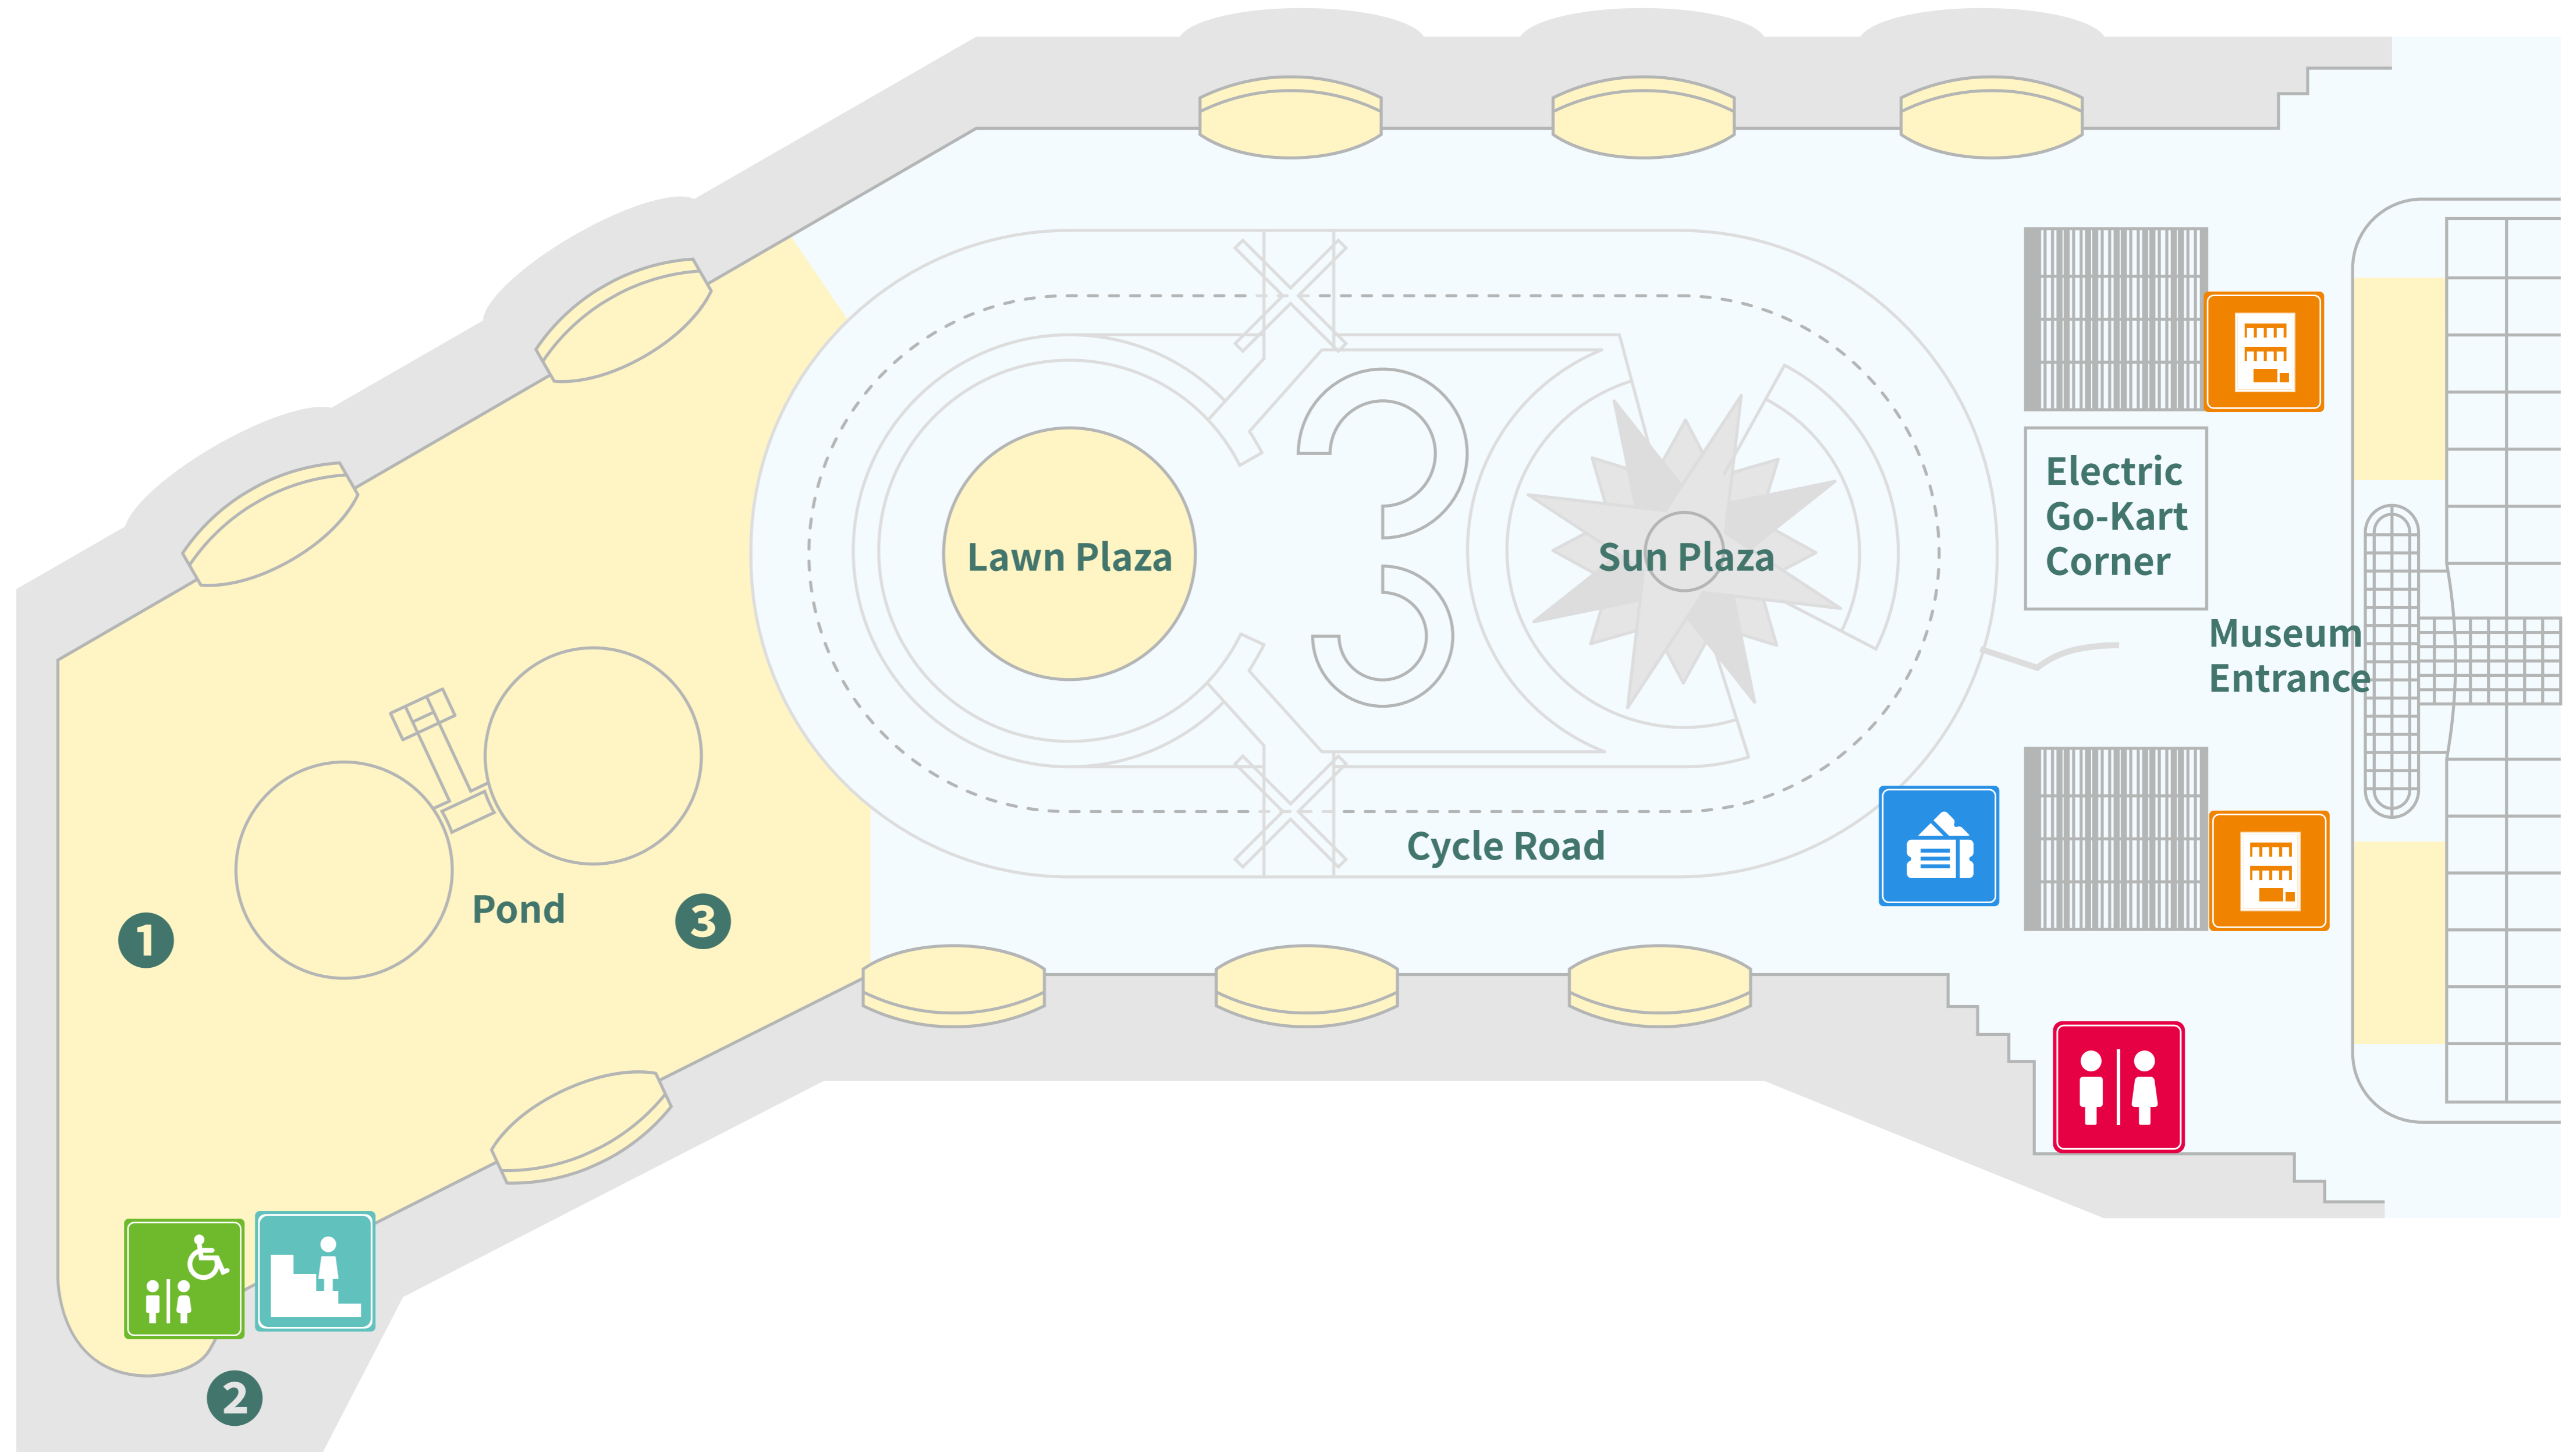 Electric
Go-Kart
Corner
Lawn Plaza
Sun Plaza
Museum
Entrance
Cycle Road
Pond
3
1
2